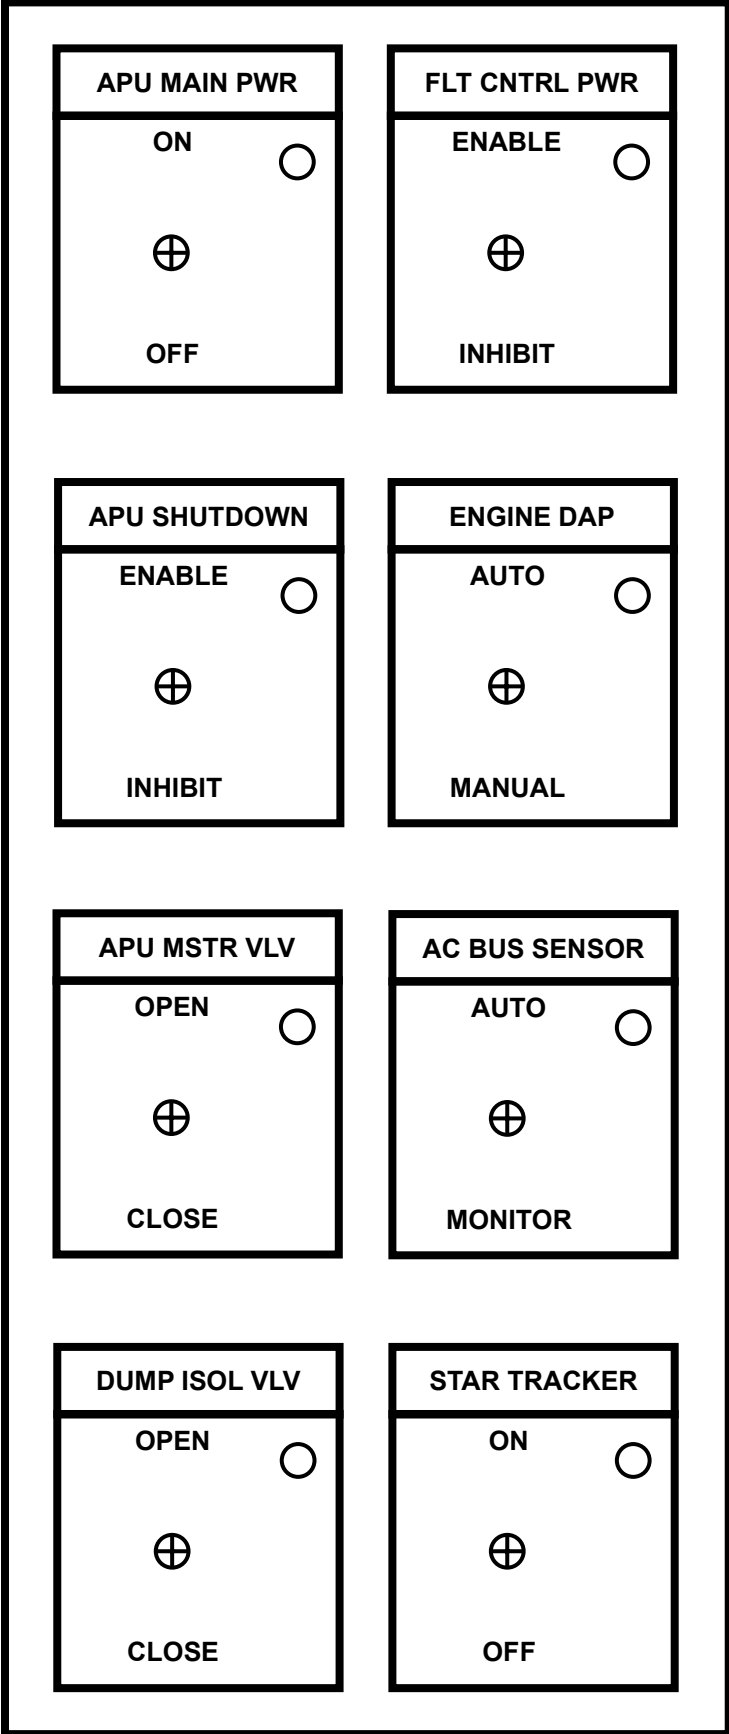 APU MAIN PWR
ON
OFF
FLT CNTRL PWR
ENABLE
INHIBIT
APU SHUTDOWN
ENABLE
INHIBIT
ENGINE DAP
AUTO
MANUAL
APU MSTR VLV
OPEN
CLOSE
AC BUS SENSOR
AUTO
MONITOR
DUMP ISOL VLV
OPEN
CLOSE
STAR TRACKER
ON
OFF